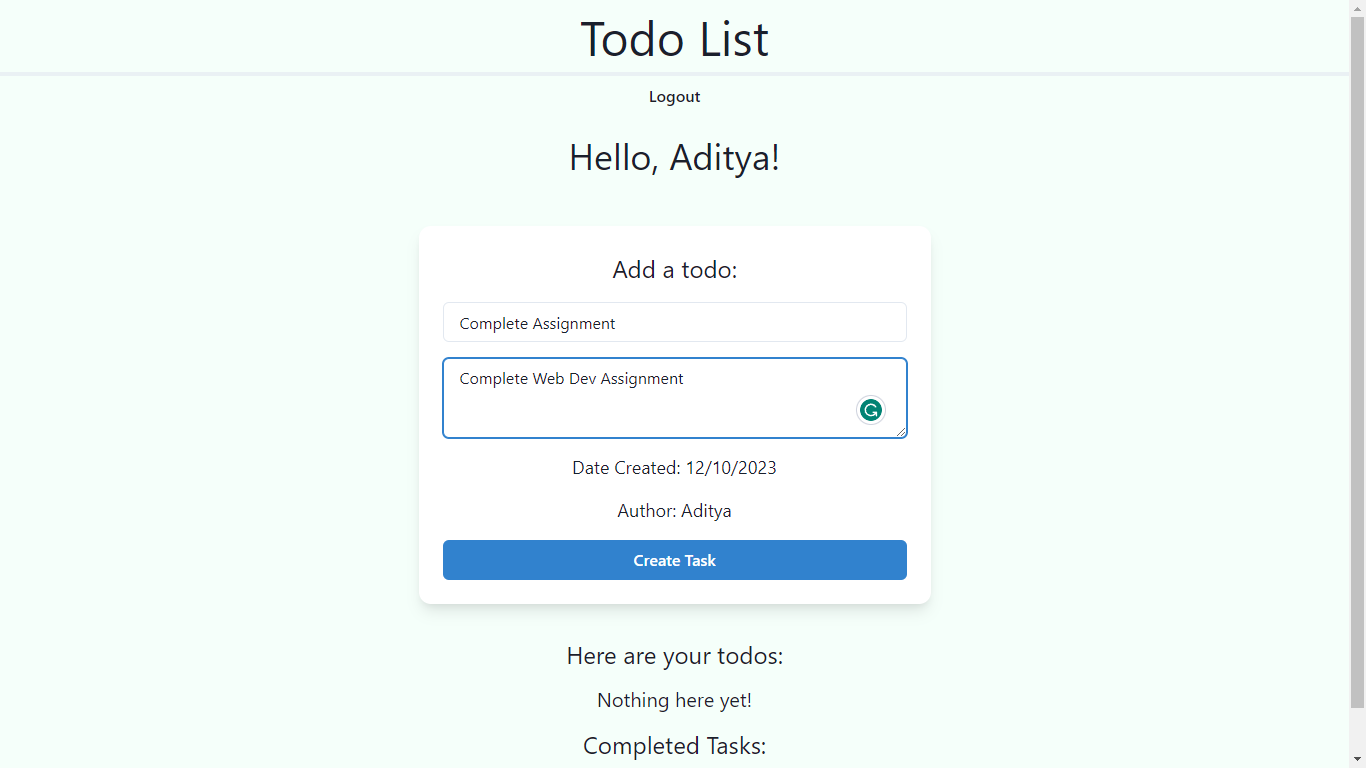 Todo List
Logout
Hello, Aditya!
Add a todo:
Complete Assignment
Complete Web Dev Assignment
Date Created: 12/10/2023
Author: Aditya
Create Task
Here are your todos:
Nothing here yet!
Completed Tasks: